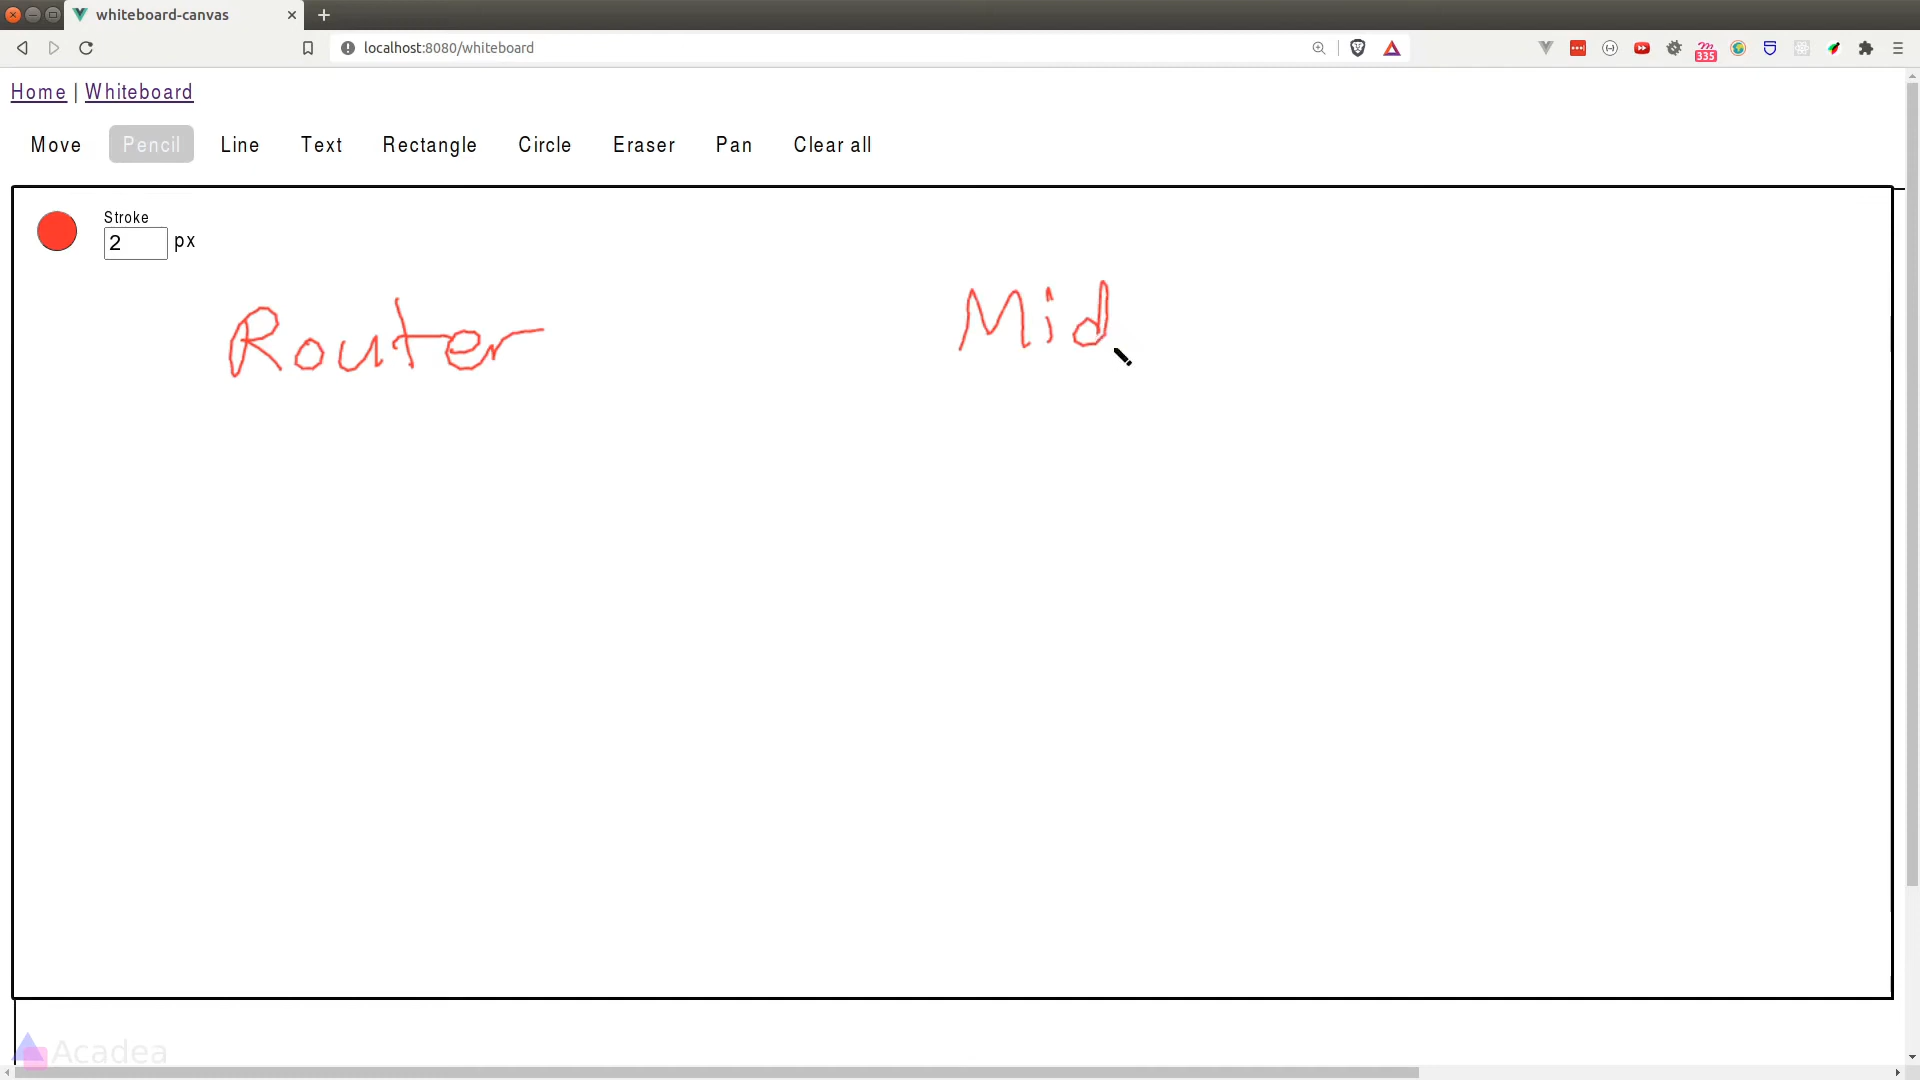 whiteboard-canvas
localhost:8080/whiteboard
335
Home | Whiteboard
Move Pencil Line Text Rectangle Circle Eraser Pan Clear all
Stroke
2 px
Router Mid
Acadea